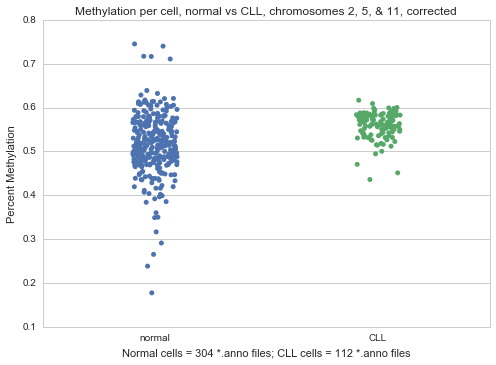 Methylation per cell, normal vs CLL, chromosomes 2, 5, & 11, corrected
0.8
0.7
0.6
0.5
0.4
0.3
0.2
0.1
Percent Methylation
normal
CLL
Normal cells = 304 *.anno files; CLL cells = 112 *.anno files